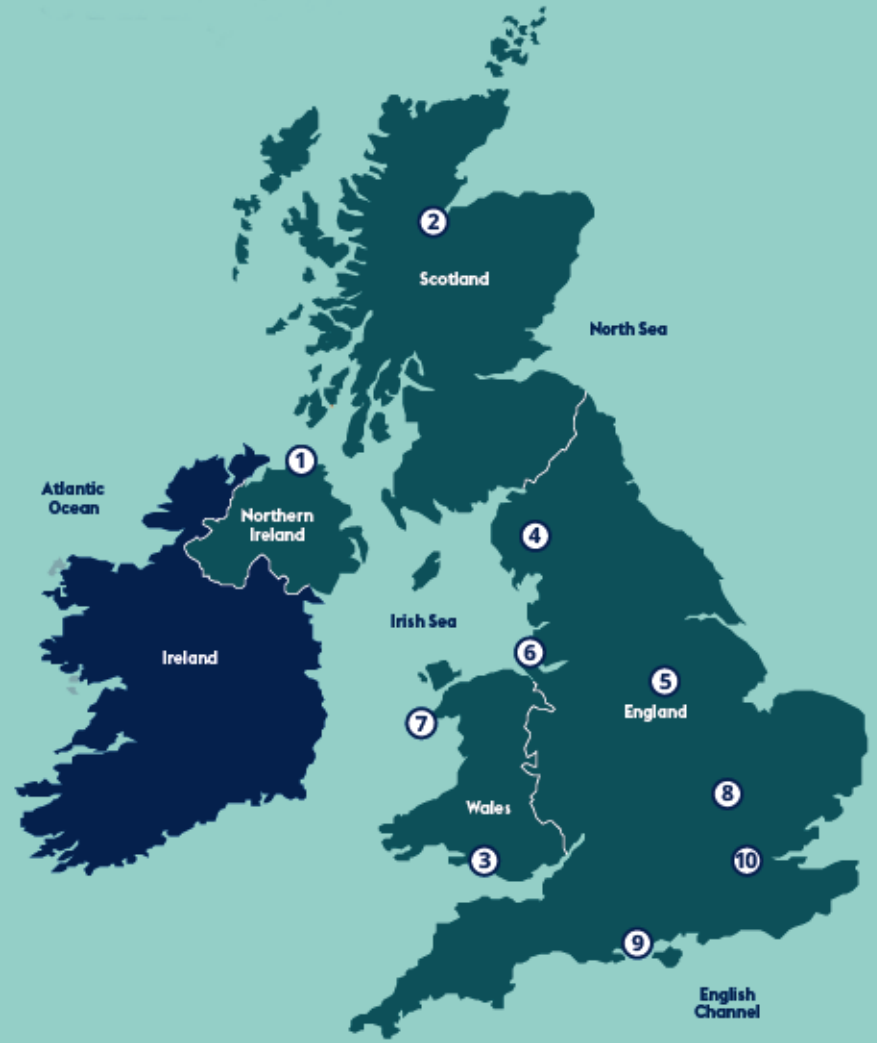 2
Scotland
North Sea
1
Atlantic
Ocean
Northern
Ireland
4
Irish Sea
6
Ireland
5
England
7
8
Wales
3
10
9
English
Channel